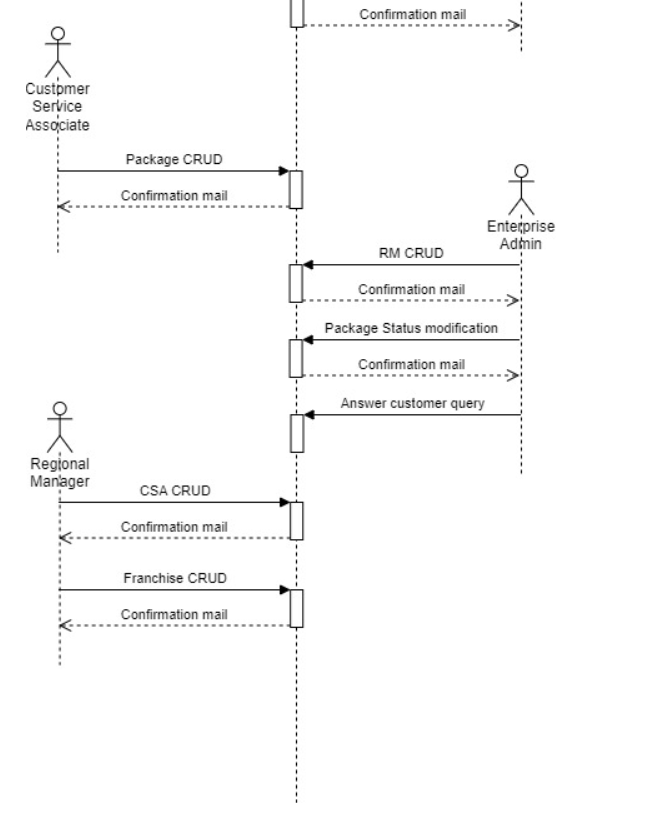 Confirmation mail
Customer
Service
Associate
Package CRUD
Confirmation mail
Enterprise
Admin
RM CRUD
Confirmation mail
Package Status modification
Confirmation mail
Answer customer query
Regional
Manager
CSA CRUD
Confirmation mail
Franchise CRUD
Confirmation mail